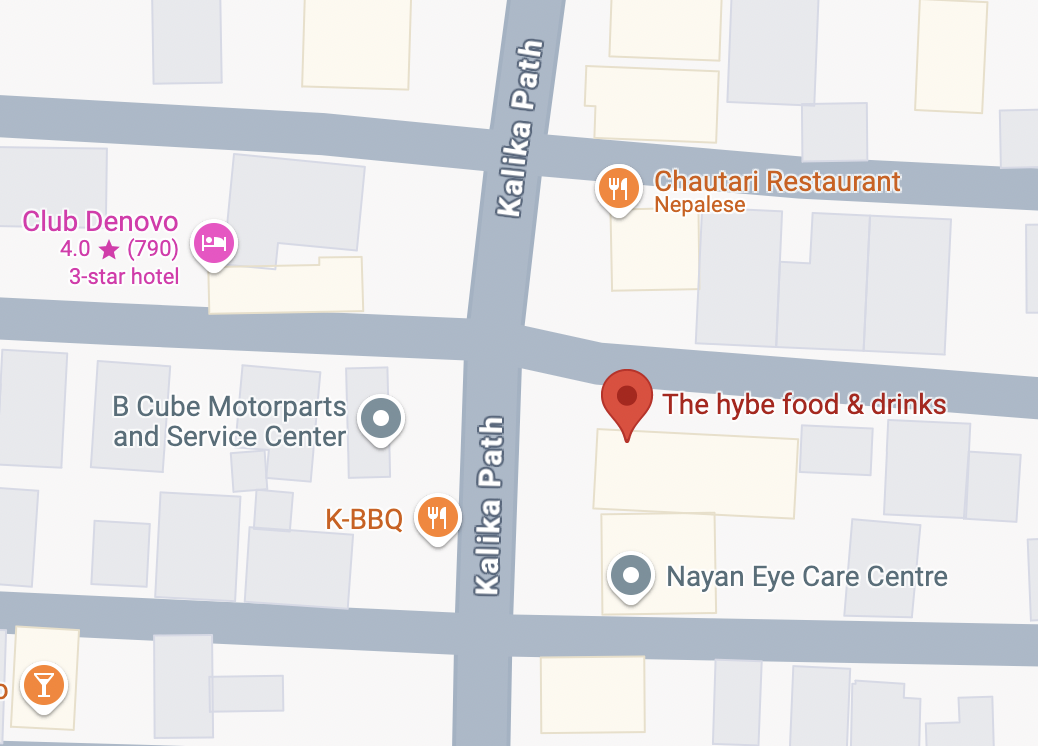 Kalika Path
Chautari Restaurant
Nepalese
Club Denovo
4.0 ★ (790)
3-star hotel
The hybe food & drinks
B Cube Motorparts
and Service Center
Kalika Path
K-BBQ
Nayan Eye Care Centre